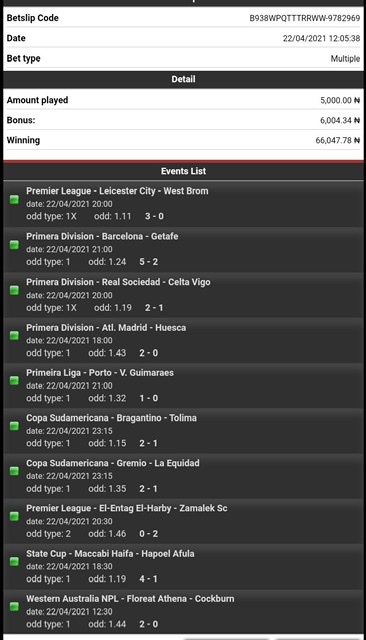 Betslip Code B938WPQTTTRRWW-9782969
Date 22/04/2021 12:05:38
Bet type Multiple
Detail
Amount played 5,000.00 ₦
Bonus: 6,004.34 ₦
Winning 66,047.78 ₦
Events List
Premier League - Leicester City - West Brom
date: 22/04/2021 20:00
odd type: 1X odd: 1.11 3 - 0
Primera Division - Barcelona - Getafe
date: 22/04/2021 21:00
odd type: 1 odd: 1.24 5 - 2
Primera Division - Real Sociedad - Celta Vigo
date: 22/04/2021 20:00
odd type: 1X odd: 1.19 2 - 1
Primera Division - Atl. Madrid - Huesca
date: 22/04/2021 18:00
odd type: 1 odd: 1.43 2 - 0
Primeira Liga - Porto - V. Guimaraes
date: 22/04/2021 21:00
odd type: 1 odd: 1.32 1 - 0
Copa Sudamericana - Bragantino - Tolima
date: 22/04/2021 23:15
odd type: 1 odd: 1.15 2 - 1
Copa Sudamericana - Gremio - La Equidad
date: 22/04/2021 23:15
odd type: 1 odd: 1.35 2 - 1
Premier League - El-Entag El-Harby - Zamalek Sc
date: 22/04/2021 20:30
odd type: 2 odd: 1.46 0 - 2
State Cup - Maccabi Haifa - Hapoel Afula
date: 22/04/2021 18:30
odd type: 1 odd: 1.19 4 - 1
Western Australia NPL - Floreat Athena - Cockburn
date: 22/04/2021 12:30
odd type: 1 odd: 1.44 2 - 0